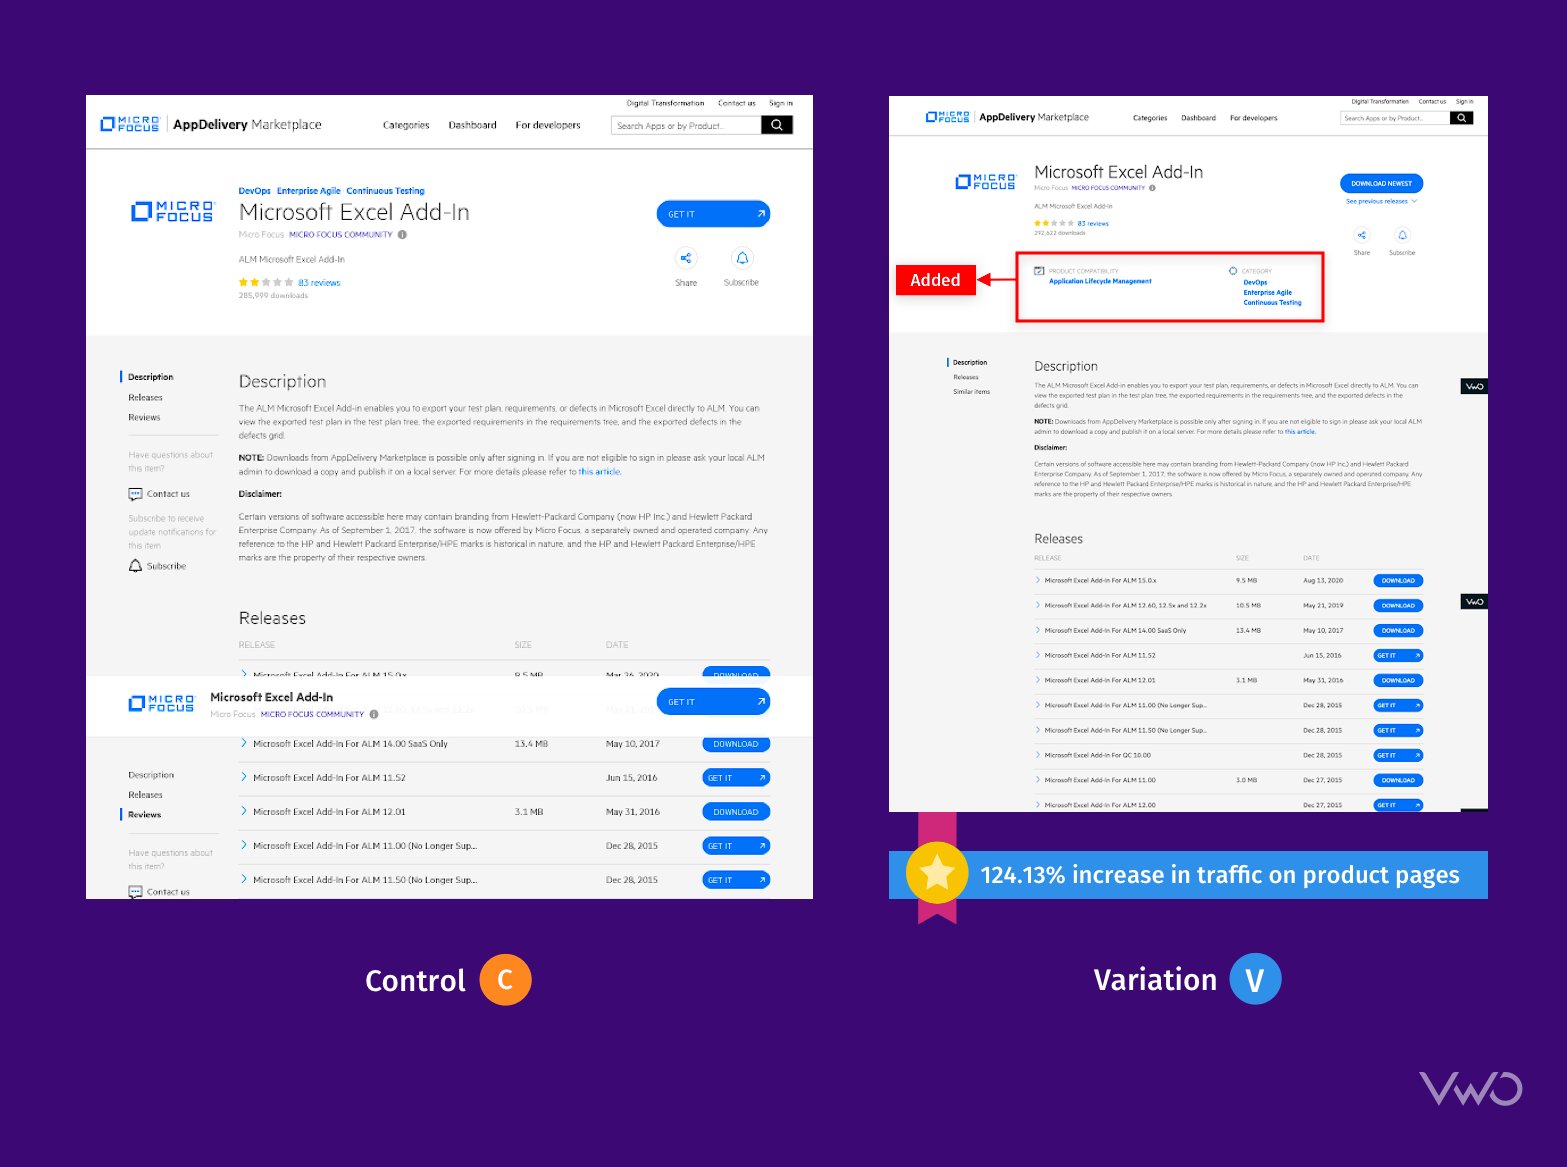 Digital Transformation Contact us Sign in
MICRO FOCUS AppDelivery Marketplace Categories Dashboard For developers Search Apps or by Product..
DevOps Enterprise Agile Continuous Testing
MICRO FOCUS
Microsoft Excel Add-In
GET IT
Micro Focus MICRO FOCUS COMMUNITY
ALM Microsoft Excel Add-In
83 reviews
Share Subscribe
285,999 downloads
Description
Releases
Reviews
Have questions about
this item?
Contact us
Subscribe to receive
update notifications for
this item
Subscribe
Description
The ALM Microsoft Excel Add-in enables you to export your test plan, requirements, or defects in Microsoft Excel directly to ALM. You can
view the exported test plan in the test plan tree, the exported requirements in the requirements tree, and the exported defects in the
defects grid.
NOTE: Downloads from AppDelivery Marketplace is possible only after signing in. If you are not eligible to sign in please ask your local ALM
admin to download a copy and publish it on a local server. For more details please refer to this article.
Disclaimer:
Certain versions of software accessible here may contain branding from Hewlett-Packard Company (now HP Inc.) and Hewlett Packard
Enterprise Company. As of September 1, 2017, the software is now offered by Micro Focus, a separately owned and operated company. Any
reference to the HP and Hewlett Packard Enterprise/HPE marks is historical in nature, and the HP and Hewlett Packard Enterprise/HPE
marks are the property of their respective owners.
Releases
RELEASE SIZE DATE
Microsoft Excel Add-In For ALM 15.0.x 9.5 MB Mar 26, 2020 DOWNLOAD
MICRO FOCUS
Microsoft Excel Add-In
GET IT
Micro Focus MICRO FOCUS COMMUNITY
Microsoft Excel Add-In For ALM 14.00 SaaS Only 13.4 MB May 10, 2017 DOWNLOAD
Microsoft Excel Add-In For ALM 11.52 Jun 15, 2016 GET IT
Microsoft Excel Add-In For ALM 12.01 3.1 MB May 31, 2016 DOWNLOAD
Microsoft Excel Add-In For ALM 11.00 (No Longer Sup... Dec 28, 2015 GET IT
Microsoft Excel Add-In For ALM 11.50 (No Longer Sup... Dec 28, 2015 GET IT
Description
Releases
Reviews
Have questions about
this item?
Contact us
Control C
Digital Transformation Contact us Sign in
MICRO FOCUS AppDelivery Marketplace Categories Dashboard For developers Search Apps or by Product..
MICRO FOCUS
Microsoft Excel Add-In
Micro Focus MICRO FOCUS COMMUNITY
DOWNLOAD NEWEST
See previous releases
ALM Microsoft Excel Add-In
83 reviews
292,622 downloads
Share Subscribe
Added
PRODUCT COMPATIBILITY
Application Lifecycle Management
CATEGORY
DevOps
Enterprise Agile
Continuous Testing
Description
Releases
Similar items
Description
The ALM Microsoft Excel Add-in enables you to export your test plan, requirements, or defects in Microsoft Excel directly to ALM. You can
view the exported test plan in the test plan tree, the exported requirements in the requirements tree, and the exported defects in the
defects grid.
NOTE: Downloads from AppDelivery Marketplace is possible only after signing in. If you are not eligible to sign in please ask your local ALM
admin to download a copy and publish it on a local server. For more details please refer to this article.
Disclaimer:
Certain versions of software accessible here may contain branding from Hewlett-Packard Company (now HP Inc.) and Hewlett Packard
Enterprise Company. As of September 1, 2017, the software is now offered by Micro Focus, a separately owned and operated company. Any
reference to the HP and Hewlett Packard Enterprise/HPE marks is historical in nature, and the HP and Hewlett Packard Enterprise/HPE
marks are the property of their respective owners.
VWO
Releases
RELEASE SIZE DATE
Microsoft Excel Add-In For ALM 15.0.x 9.5 MB Aug 13, 2020 DOWNLOAD
Microsoft Excel Add-In For ALM 12.60, 12.5x and 12.2x 10.5 MB May 21, 2019 DOWNLOAD
VWO
Microsoft Excel Add-In For ALM 14.00 SaaS Only 13.4 MB May 10, 2017 DOWNLOAD
Microsoft Excel Add-In For ALM 11.52 Jun 15, 2016 GET IT
Microsoft Excel Add-In For ALM 12.01 3.1 MB May 31, 2016 DOWNLOAD
Microsoft Excel Add-In For ALM 11.00 (No Longer Sup... Dec 28, 2015 GET IT
Microsoft Excel Add-In For ALM 11.50 (No Longer Sup... Dec 28, 2015 GET IT
Microsoft Excel Add-In For QC 10.00 Dec 28, 2015 GET IT
Microsoft Excel Add-In For ALM 11.00 3.0 MB Dec 27, 2015 DOWNLOAD
Microsoft Excel Add-In For ALM 12.00 Dec 27, 2015 GET IT
124.13% increase in traffic on product pages
Variation V
VWO